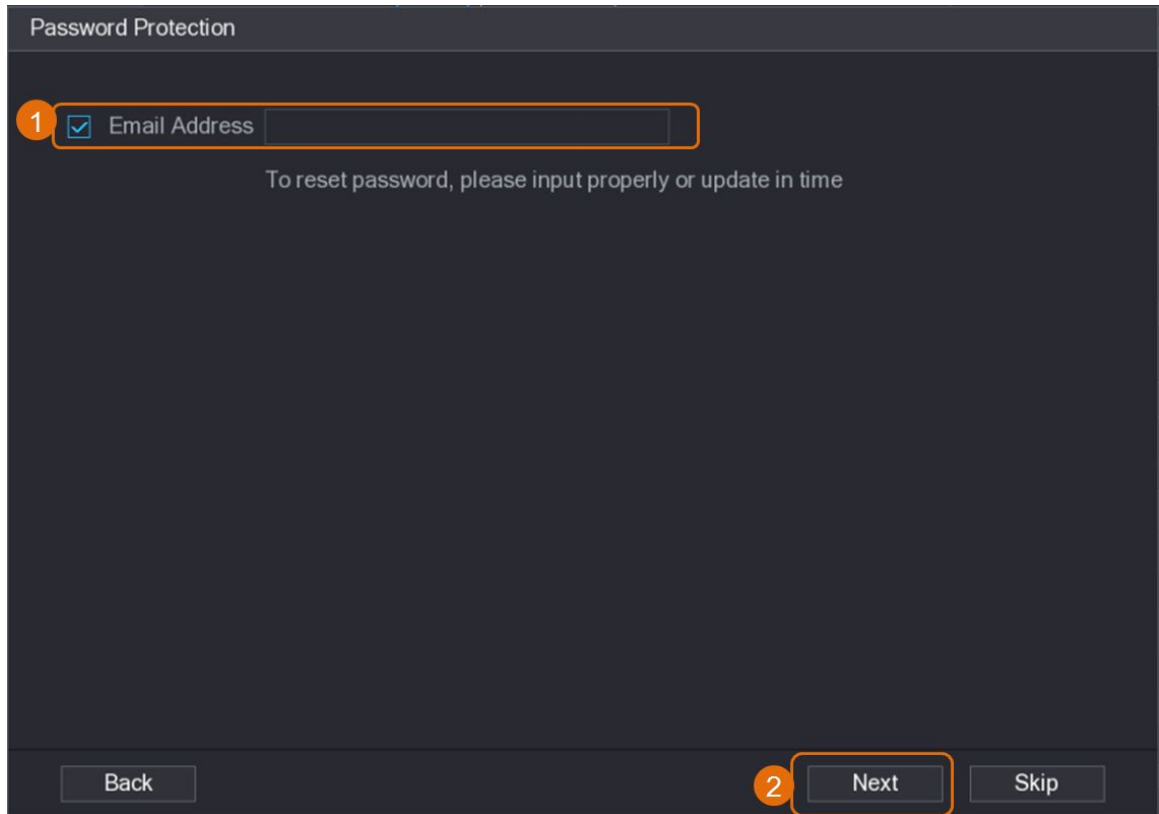 Password Protection
1 Email Address
To reset password, please input properly or update in time
Back 2 Next Skip